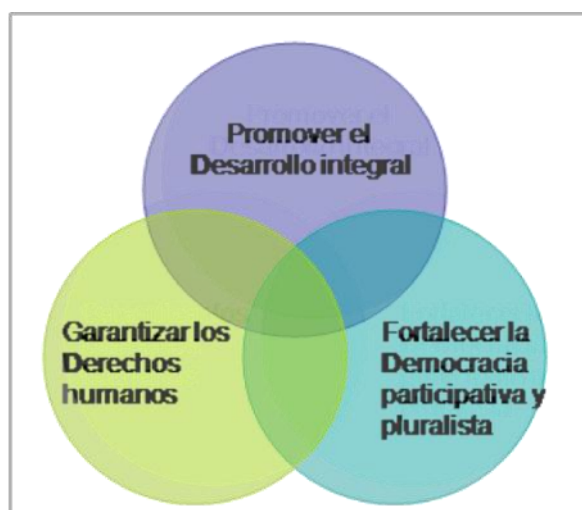 Promover el
Desarrollo integral
Garantizar los
Derechos
humanos
Fortalecer la
Democracia
participativa y
pluralista